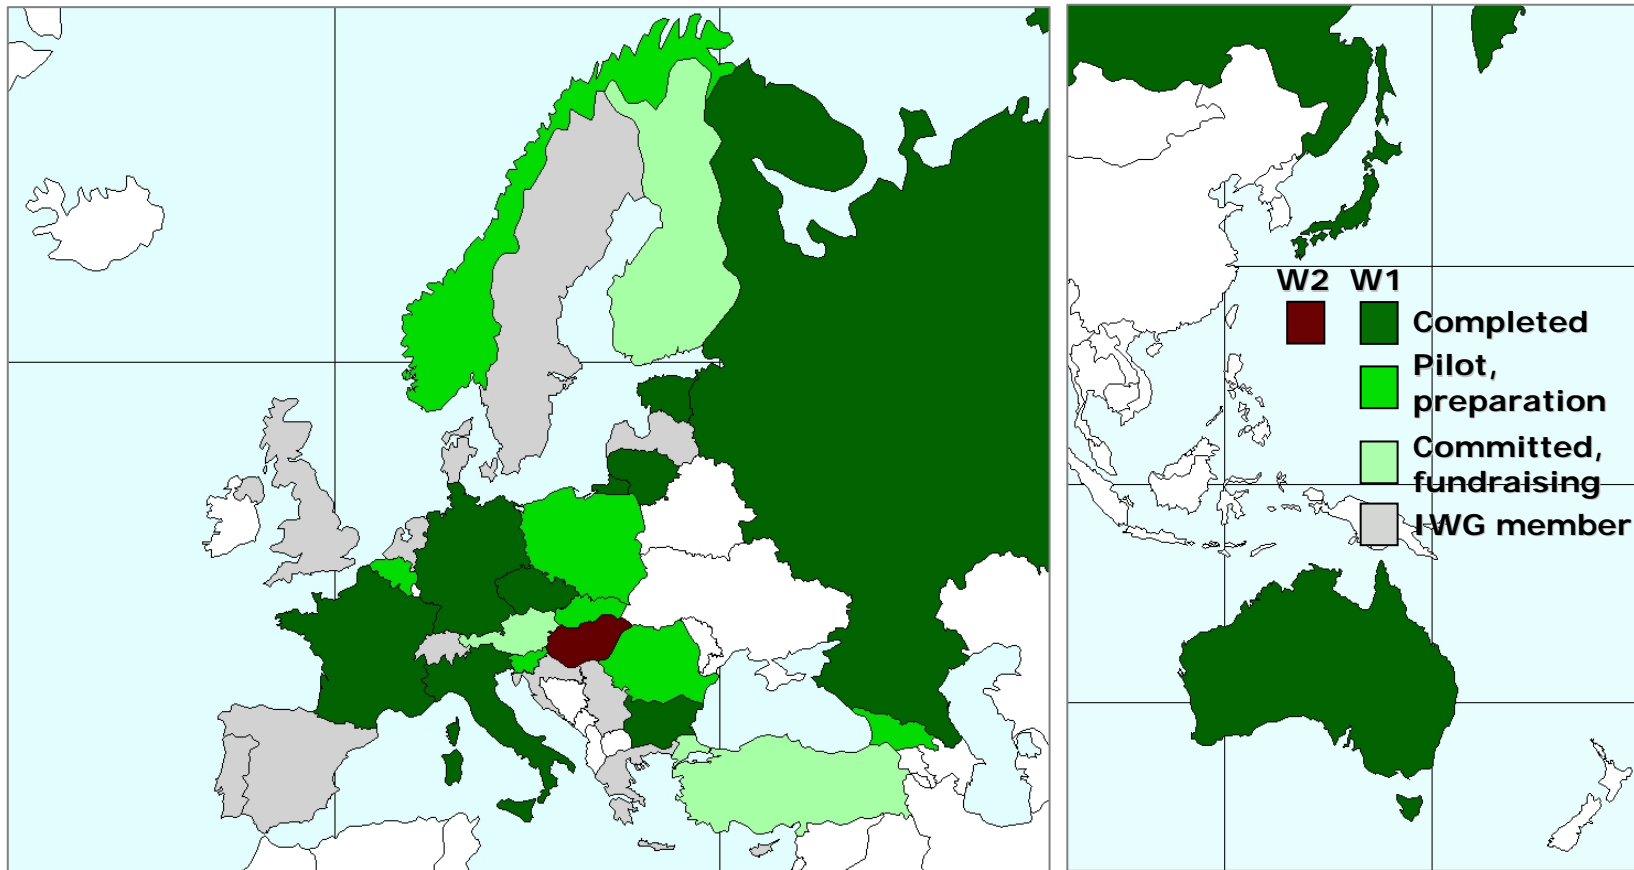 W2 W1
Completed
Pilot,
preparation
Committed,
fundraising
IWG member